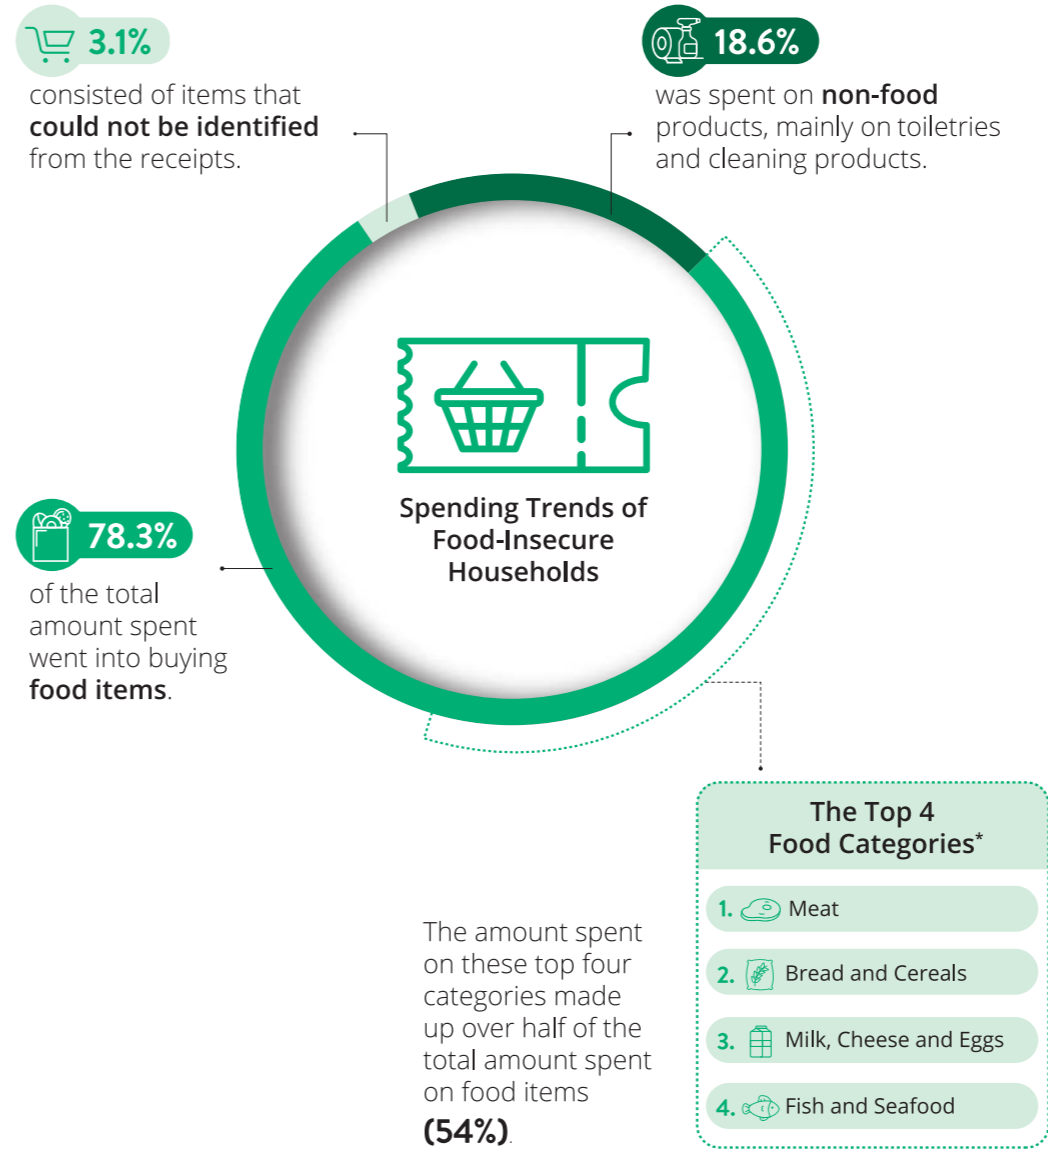 3.1%
consisted of items that
could not be identified
from the receipts.
18.6%
was spent on non-food
products, mainly on toiletries
and cleaning products.
Spending Trends of
Food-Insecure
Households
78.3%
of the total
amount spent
went into buying
food items.
The Top 4
Food Categories*
1. Meat
2. Bread and Cereals
3. Milk, Cheese and Eggs
4. Fish and Seafood
The amount spent
on these top four
categories made
up over half of the
total amount spent
on food items
(54%).